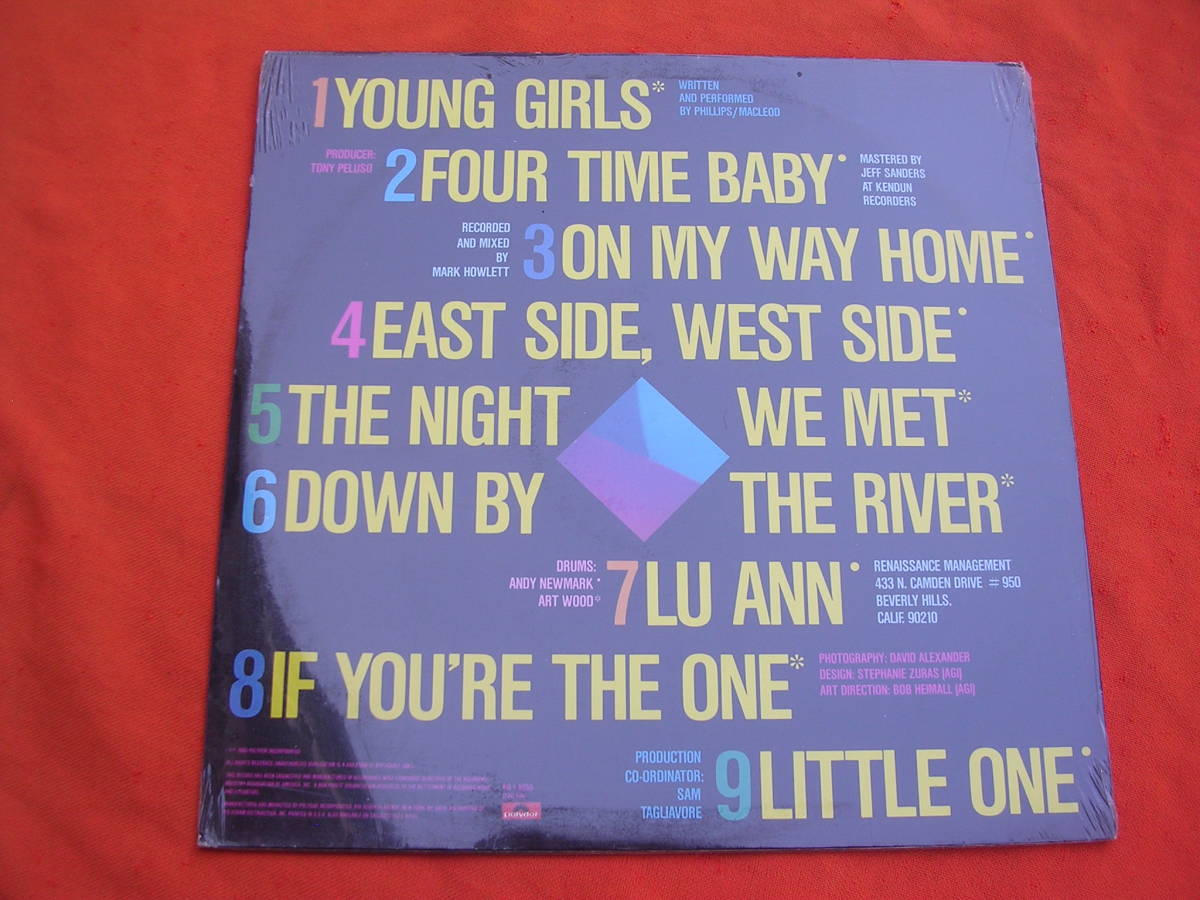 1 YOUNG GIRLS*
WRITTEN
AND PERFORMED
BY PHILLIPS/MACLEOD
PRODUCER:
TONY PELUSO
2 FOUR TIME BABY•
MASTERED BY
JEFF SANDERS
AT KENDUN
RECORDERS
RECORDED
AND MIXED
BY
MARK HOWLETT
3 ON MY WAY HOME•
4 EAST SIDE, WEST SIDE•
5 THE NIGHT WE MET*
6 DOWN BY THE RIVER*
DRUMS:
ANDY NEWMARK•
ART WOOD*
7 LU ANN•
RENAISSANCE MANAGEMENT
433 N. CAMDEN DRIVE #950
BEVERLY HILLS,
CALIF. 90210
8 IF YOU'RE THE ONE*
PHOTOGRAPHY: DAVID ALEXANDER
DESIGN: STEPHANIE ZURAS (AGI)
ART DIRECTION: BOB HEIMALL (AGI)
PRODUCTION
CO-ORDINATOR:
SAM
TAGLIAVORE
9 LITTLE ONE•
polydor